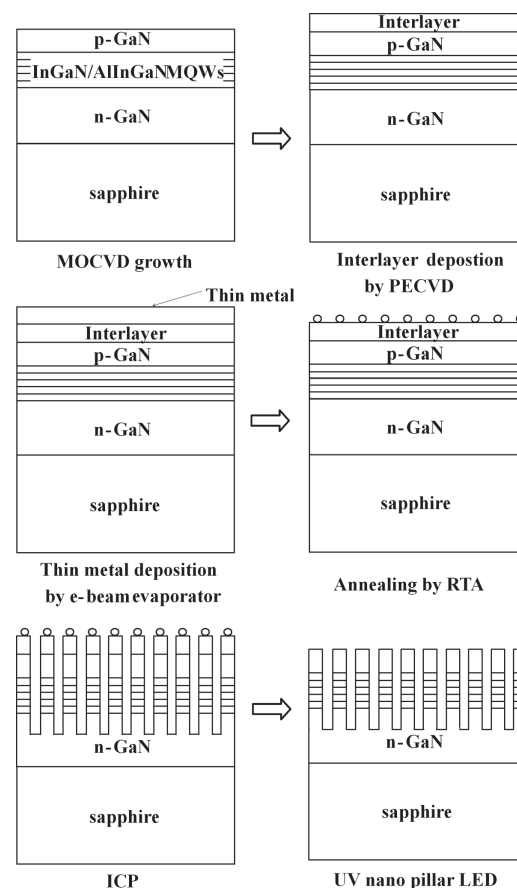 p-GaN
InGaN/AlInGaNMQWs
n-GaN
sapphire
MOCVD growth
Interlayer
p-GaN
n-GaN
sapphire
Interlayer depostion
by PECVD
Thin metal
Interlayer
p-GaN
n-GaN
sapphire
Thin metal deposition
by e-beam evaporator
Interlayer
p-GaN
n-GaN
sapphire
Annealing by RTA
n-GaN
sapphire
ICP
n-GaN
sapphire
UV nano pillar LED